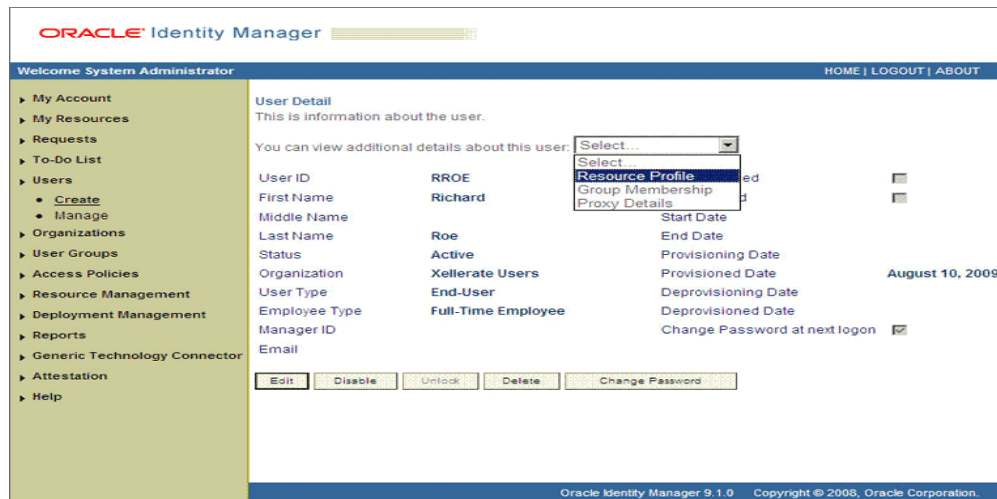 ORACLE Identity Manager
Welcome System Administrator
HOME | LOGOUT | ABOUT
My Account
My Resources
Requests
To-Do List
Users
Create
Manage
Organizations
User Groups
Access Policies
Resource Management
Deployment Management
Reports
Generic Technology Connector
Attestation
Help
User Detail
This is information about the user.
You can view additional details about this user: Select...
Select...
Resource Profile
Group Membership
Proxy Details
User ID RROE
First Name Richard
Middle Name Start Date
Last Name Roe End Date
Status Active Provisioning Date
Organization Xellerate Users Provisioned Date August 10, 2009
User Type End-User Deprovisioning Date
Employee Type Full-Time Employee Deprovisioned Date
Manager ID Change Password at next logon
Email
Edit Disable Unlock Delete Change Password
Oracle Identity Manager 9.1.0 Copyright © 2008, Oracle Corporation.